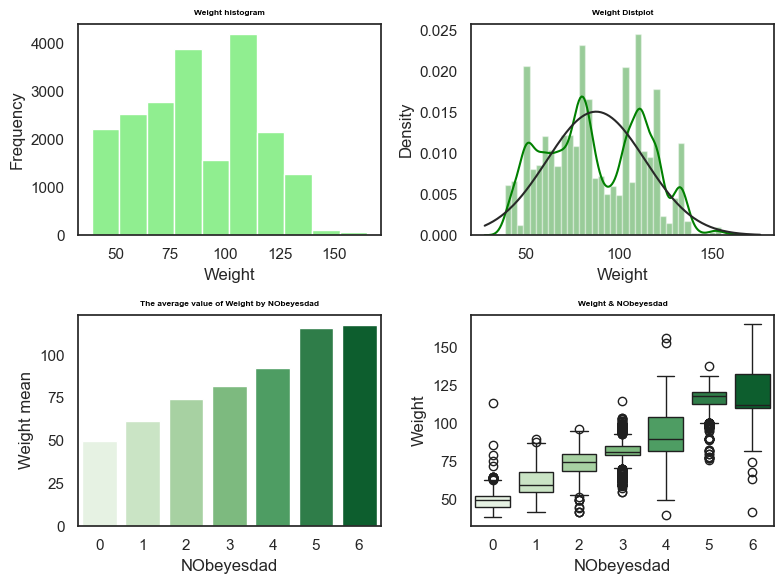 Weight histogram
4000
3000
2000
1000
0
Frequency
50 75 100 125 150
Weight
Weight Distplot
0.025
0.020
0.015
0.010
0.005
0.000
Density
50 100 150
Weight
The average value of Weight by NObeyesdad
100
75
50
25
0
Weight mean
0 1 2 3 4 5 6
NObeyesdad
Weight & NObeyesdad
150
125
100
75
50
Weight
0 1 2 3 4 5 6
NObeyesdad